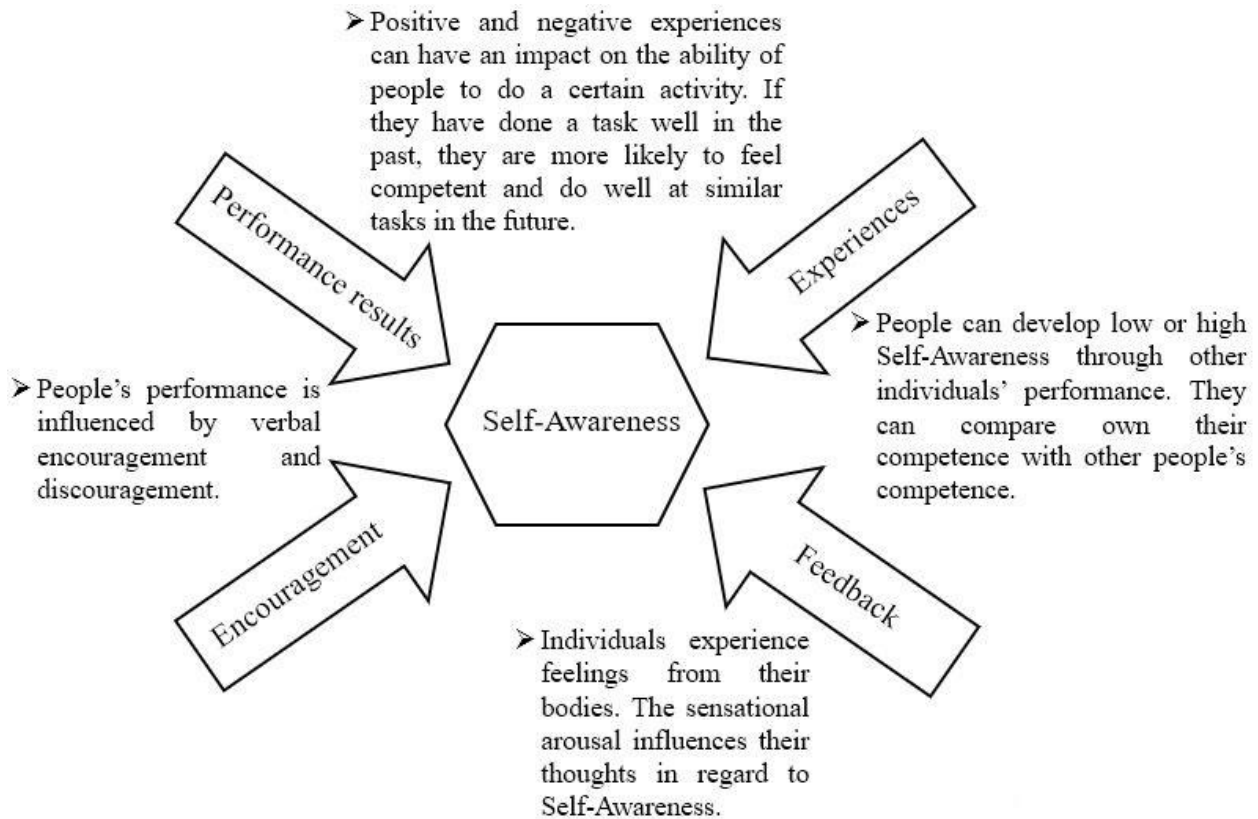 ➢ Positive and negative experiences
can have an impact on the ability of
people to do a certain activity. If
they have done a task well in the
past, they are more likely to feel
competent and do well at similar
tasks in the future.
Performance results
Experiences
➢ People can develop low or high
Self-Awareness through other
individuals’ performance. They
can compare own their
competence with other people’s
competence.
➢ People’s performance is
influenced by verbal
encouragement and
discouragement.
Self-Awareness
Encouragement
Feedback
➢ Individuals experience
feelings from their
bodies. The sensational
arousal influences their
thoughts in regard to
Self-Awareness.